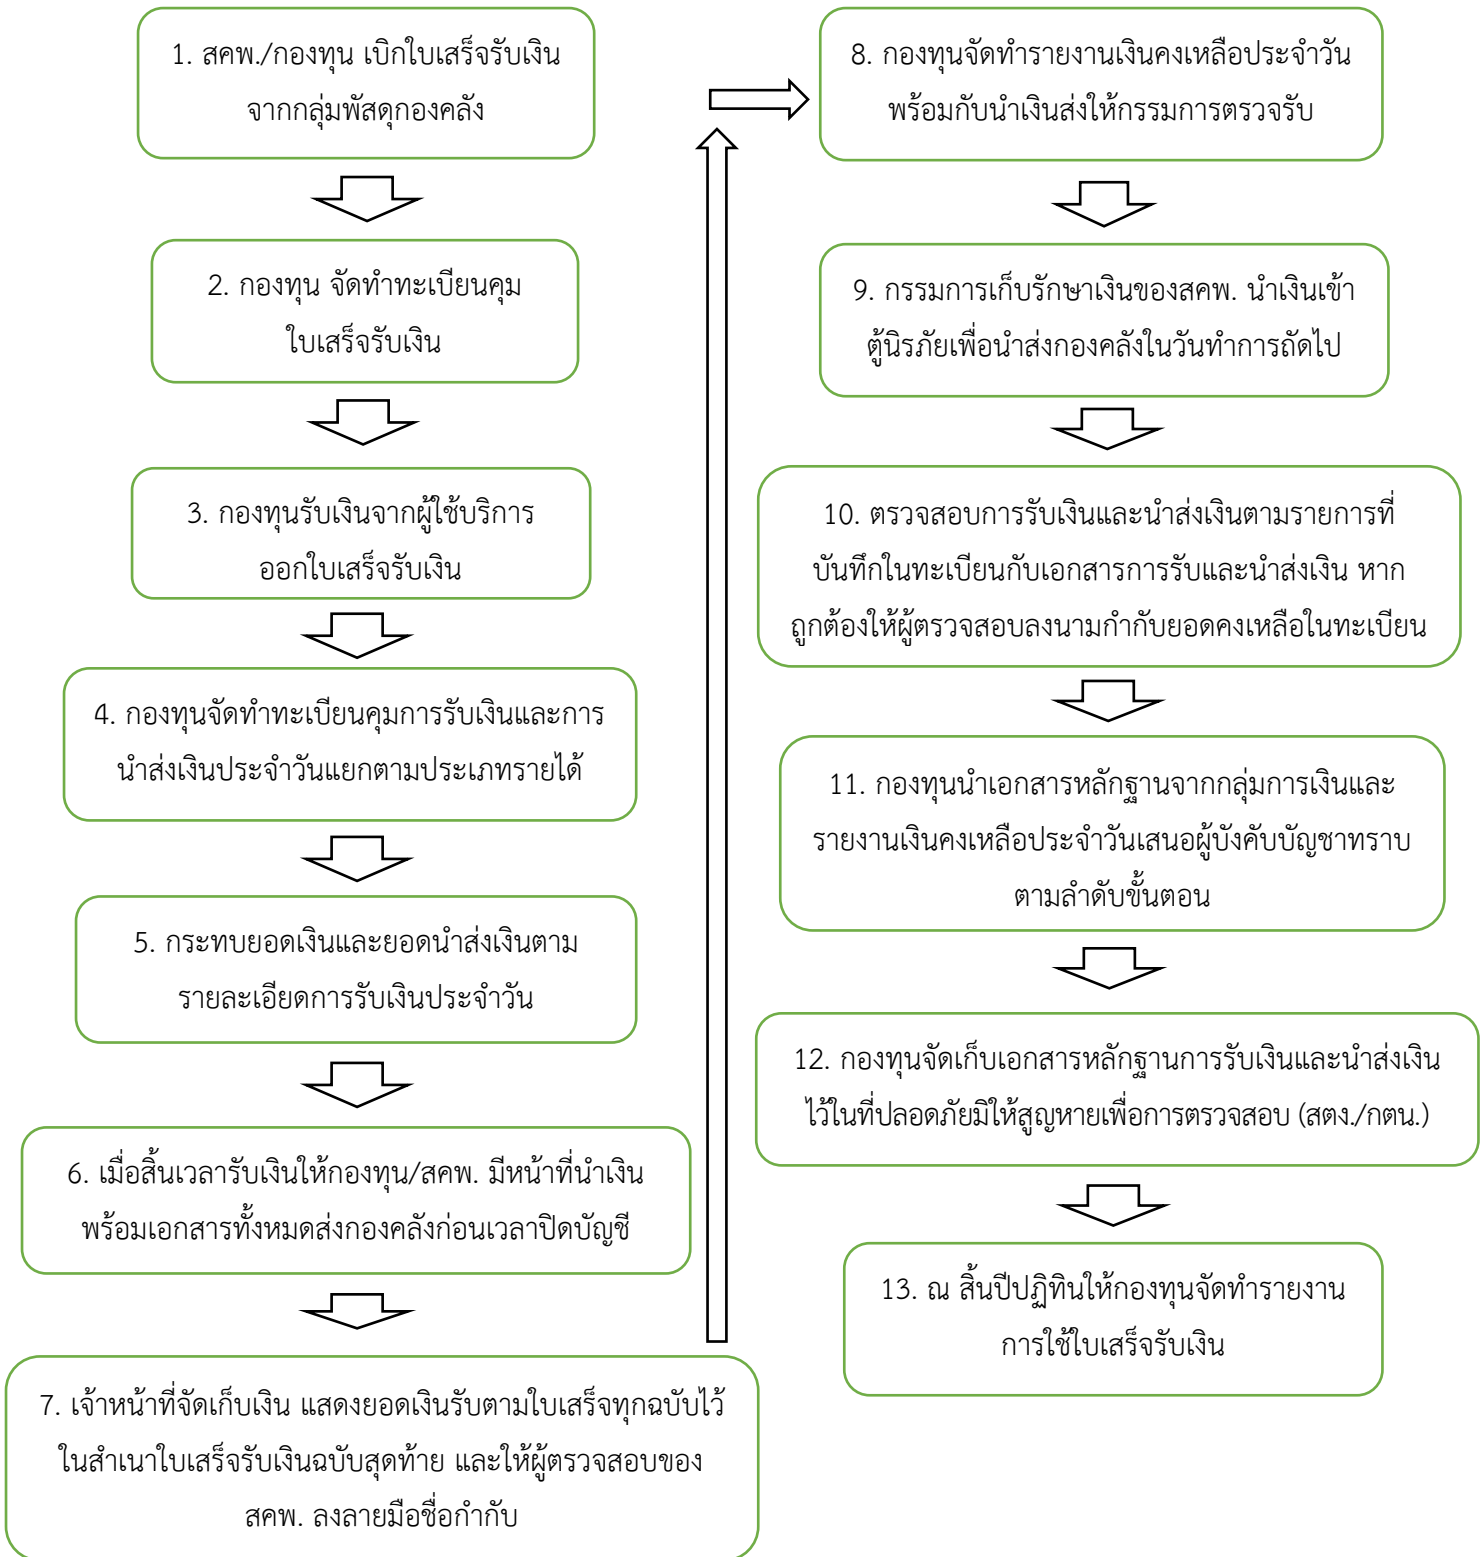 1. สคพ./กองทุน เบิกใบเสร็จรับเงิน
จากกลุ่มพัสดุกองคลัง
2. กองทุน จัดทำทะเบียนคุม
ใบเสร็จรับเงิน
3. กองทุนรับเงินจากผู้ใช้บริการ
ออกใบเสร็จรับเงิน
4. กองทุนจัดทำทะเบียนคุมการรับเงินและการ
นำส่งเงินประจำวันแยกตามประเภทรายได้
5. กระทบยอดเงินและยอดนำส่งเงินตาม
รายละเอียดการรับเงินประจำวัน
6. เมื่อสิ้นเวลารับเงินให้กองทุน/สคพ. มีหน้าที่นำเงิน
พร้อมเอกสารทั้งหมดส่งกองคลังก่อนเวลาปิดบัญชี
7. เจ้าหน้าที่จัดเก็บเงิน แสดงยอดเงินรับตามใบเสร็จทุกฉบับไว้
ในสำเนาใบเสร็จรับเงินฉบับสุดท้าย และให้ผู้ตรวจสอบของ
สคพ. ลงลายมือชื่อกำกับ
8. กองทุนจัดทำรายงานเงินคงเหลือประจำวัน
พร้อมกับนำเงินส่งให้กรรมการตรวจรับ
9. กรรมการเก็บรักษาเงินของสคพ. นำเงินเข้า
ตู้นิรภัยเพื่อนำส่งกองคลังในวันทำการถัดไป
10. ตรวจสอบการรับเงินและนำส่งเงินตามรายการที่
บันทึกในทะเบียนกับเอกสารการรับและนำส่งเงิน หาก
ถูกต้องให้ผู้ตรวจสอบลงนามกำกับยอดคงเหลือในทะเบียน
11. กองทุนนำเอกสารหลักฐานจากกลุ่มการเงินและ
รายงานเงินคงเหลือประจำวันเสนอผู้บังคับบัญชาทราบ
ตามลำดับขั้นตอน
12. กองทุนจัดเก็บเอกสารหลักฐานการรับเงินและนำส่งเงิน
ไว้ในที่ปลอดภัยมิให้สูญหายเพื่อการตรวจสอบ (สตง./กตน.)
13. ณ สิ้นปีปฏิทินให้กองทุนจัดทำรายงาน
การใช้ใบเสร็จรับเงิน